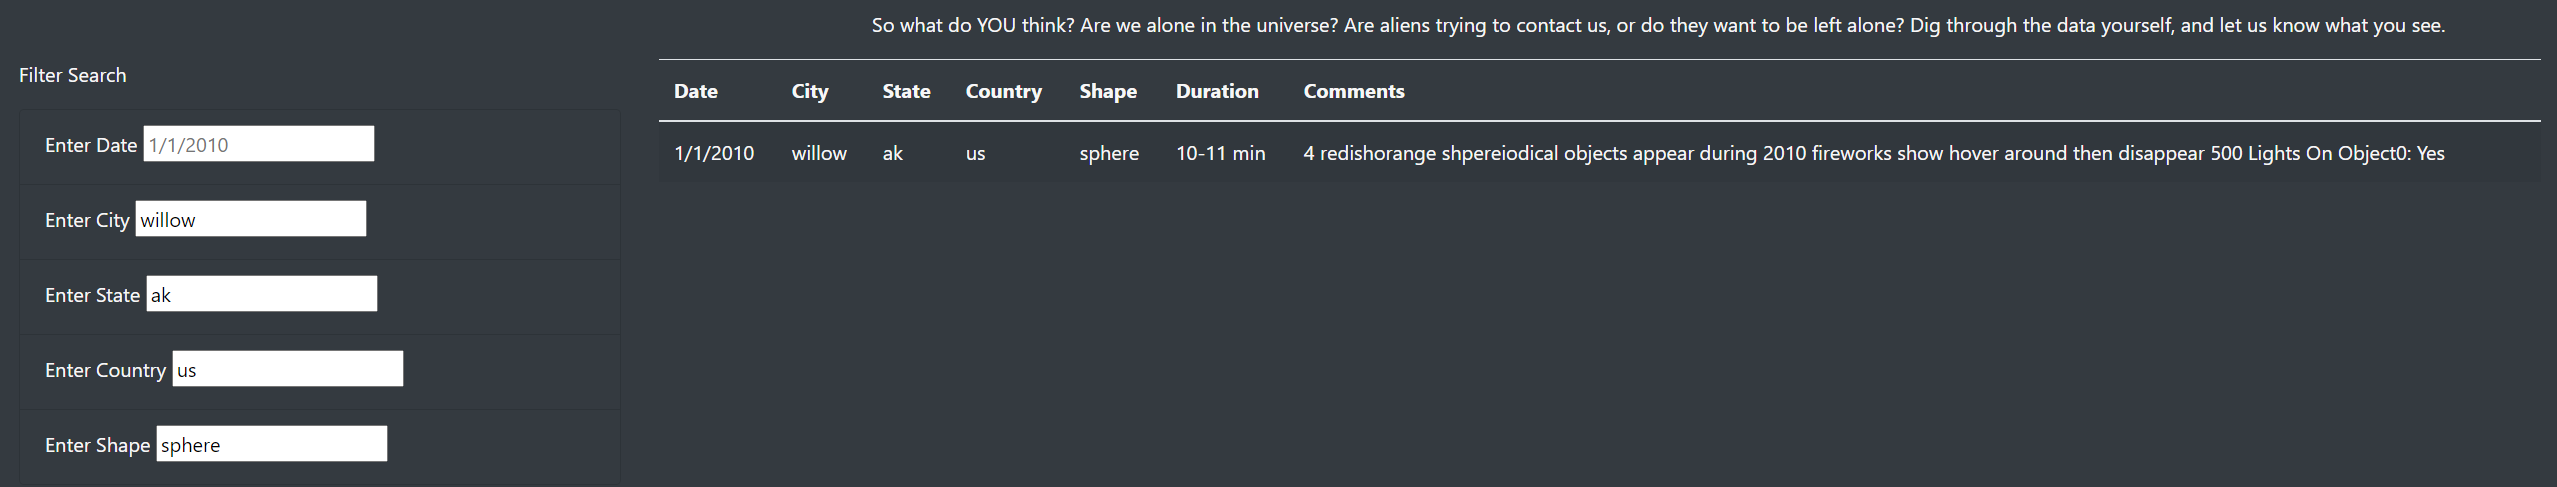 So what do YOU think? Are we alone in the universe? Are aliens trying to contact us, or do they want to be left alone? Dig through the data yourself, and let us know what you see.
Filter Search
Enter Date 1/1/2010
Enter City willow
Enter State ak
Enter Country us
Enter Shape sphere
Date City State Country Shape Duration Comments
1/1/2010 willow ak us sphere 10-11 min 4 redishorange shpereiodical objects appear during 2010 fireworks show hover around then disappear 500 Lights On Object0: Yes